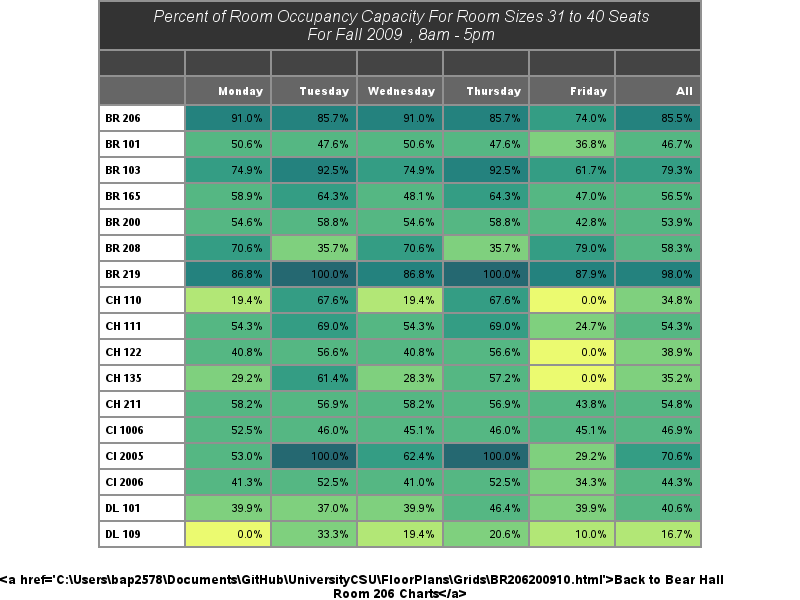 Percent of Room Occupancy Capacity For Room Sizes 31 to 40 Seats
For Fall 2009 , 8am - 5pm
Monday Tuesday Wednesday Thursday Friday All
BR 206 91.0% 85.7% 91.0% 85.7% 74.0% 85.5%
BR 101 50.6% 47.6% 50.6% 47.6% 36.8% 46.7%
BR 103 74.9% 92.5% 74.9% 92.5% 61.7% 79.3%
BR 165 58.9% 64.3% 48.1% 64.3% 47.0% 56.5%
BR 200 54.6% 58.8% 54.6% 58.8% 42.8% 53.9%
BR 208 70.6% 35.7% 70.6% 35.7% 79.0% 58.3%
BR 219 86.8% 100.0% 86.8% 100.0% 87.9% 98.0%
CH 110 19.4% 67.6% 19.4% 67.6% 0.0% 34.8%
CH 111 54.3% 69.0% 54.3% 69.0% 24.7% 54.3%
CH 122 40.8% 56.6% 40.8% 56.6% 0.0% 38.9%
CH 135 29.2% 61.4% 28.3% 57.2% 0.0% 35.2%
CH 211 58.2% 56.9% 58.2% 56.9% 43.8% 54.8%
CI 1006 52.5% 46.0% 45.1% 46.0% 45.1% 46.9%
CI 2005 53.0% 100.0% 62.4% 100.0% 29.2% 70.6%
CI 2006 41.3% 52.5% 41.0% 52.5% 34.3% 44.3%
DL 101 39.9% 37.0% 39.9% 46.4% 39.9% 40.6%
DL 109 0.0% 33.3% 19.4% 20.6% 10.0% 16.7%
<a href='C:\Users\bap2578\Documents\GitHub\UniversityCSU\FloorPlans\Grids\BR206200910.html'>Back to Bear Hall
Room 206 Charts</a>